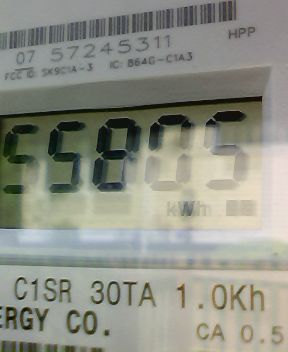 07 57245311
HPP
FCC ID: SK9C1A-3 IC: 864G-C1A3
55805
kWh
C1SR 30TA 1.0Kh
ERGY CO.
CA 0.5